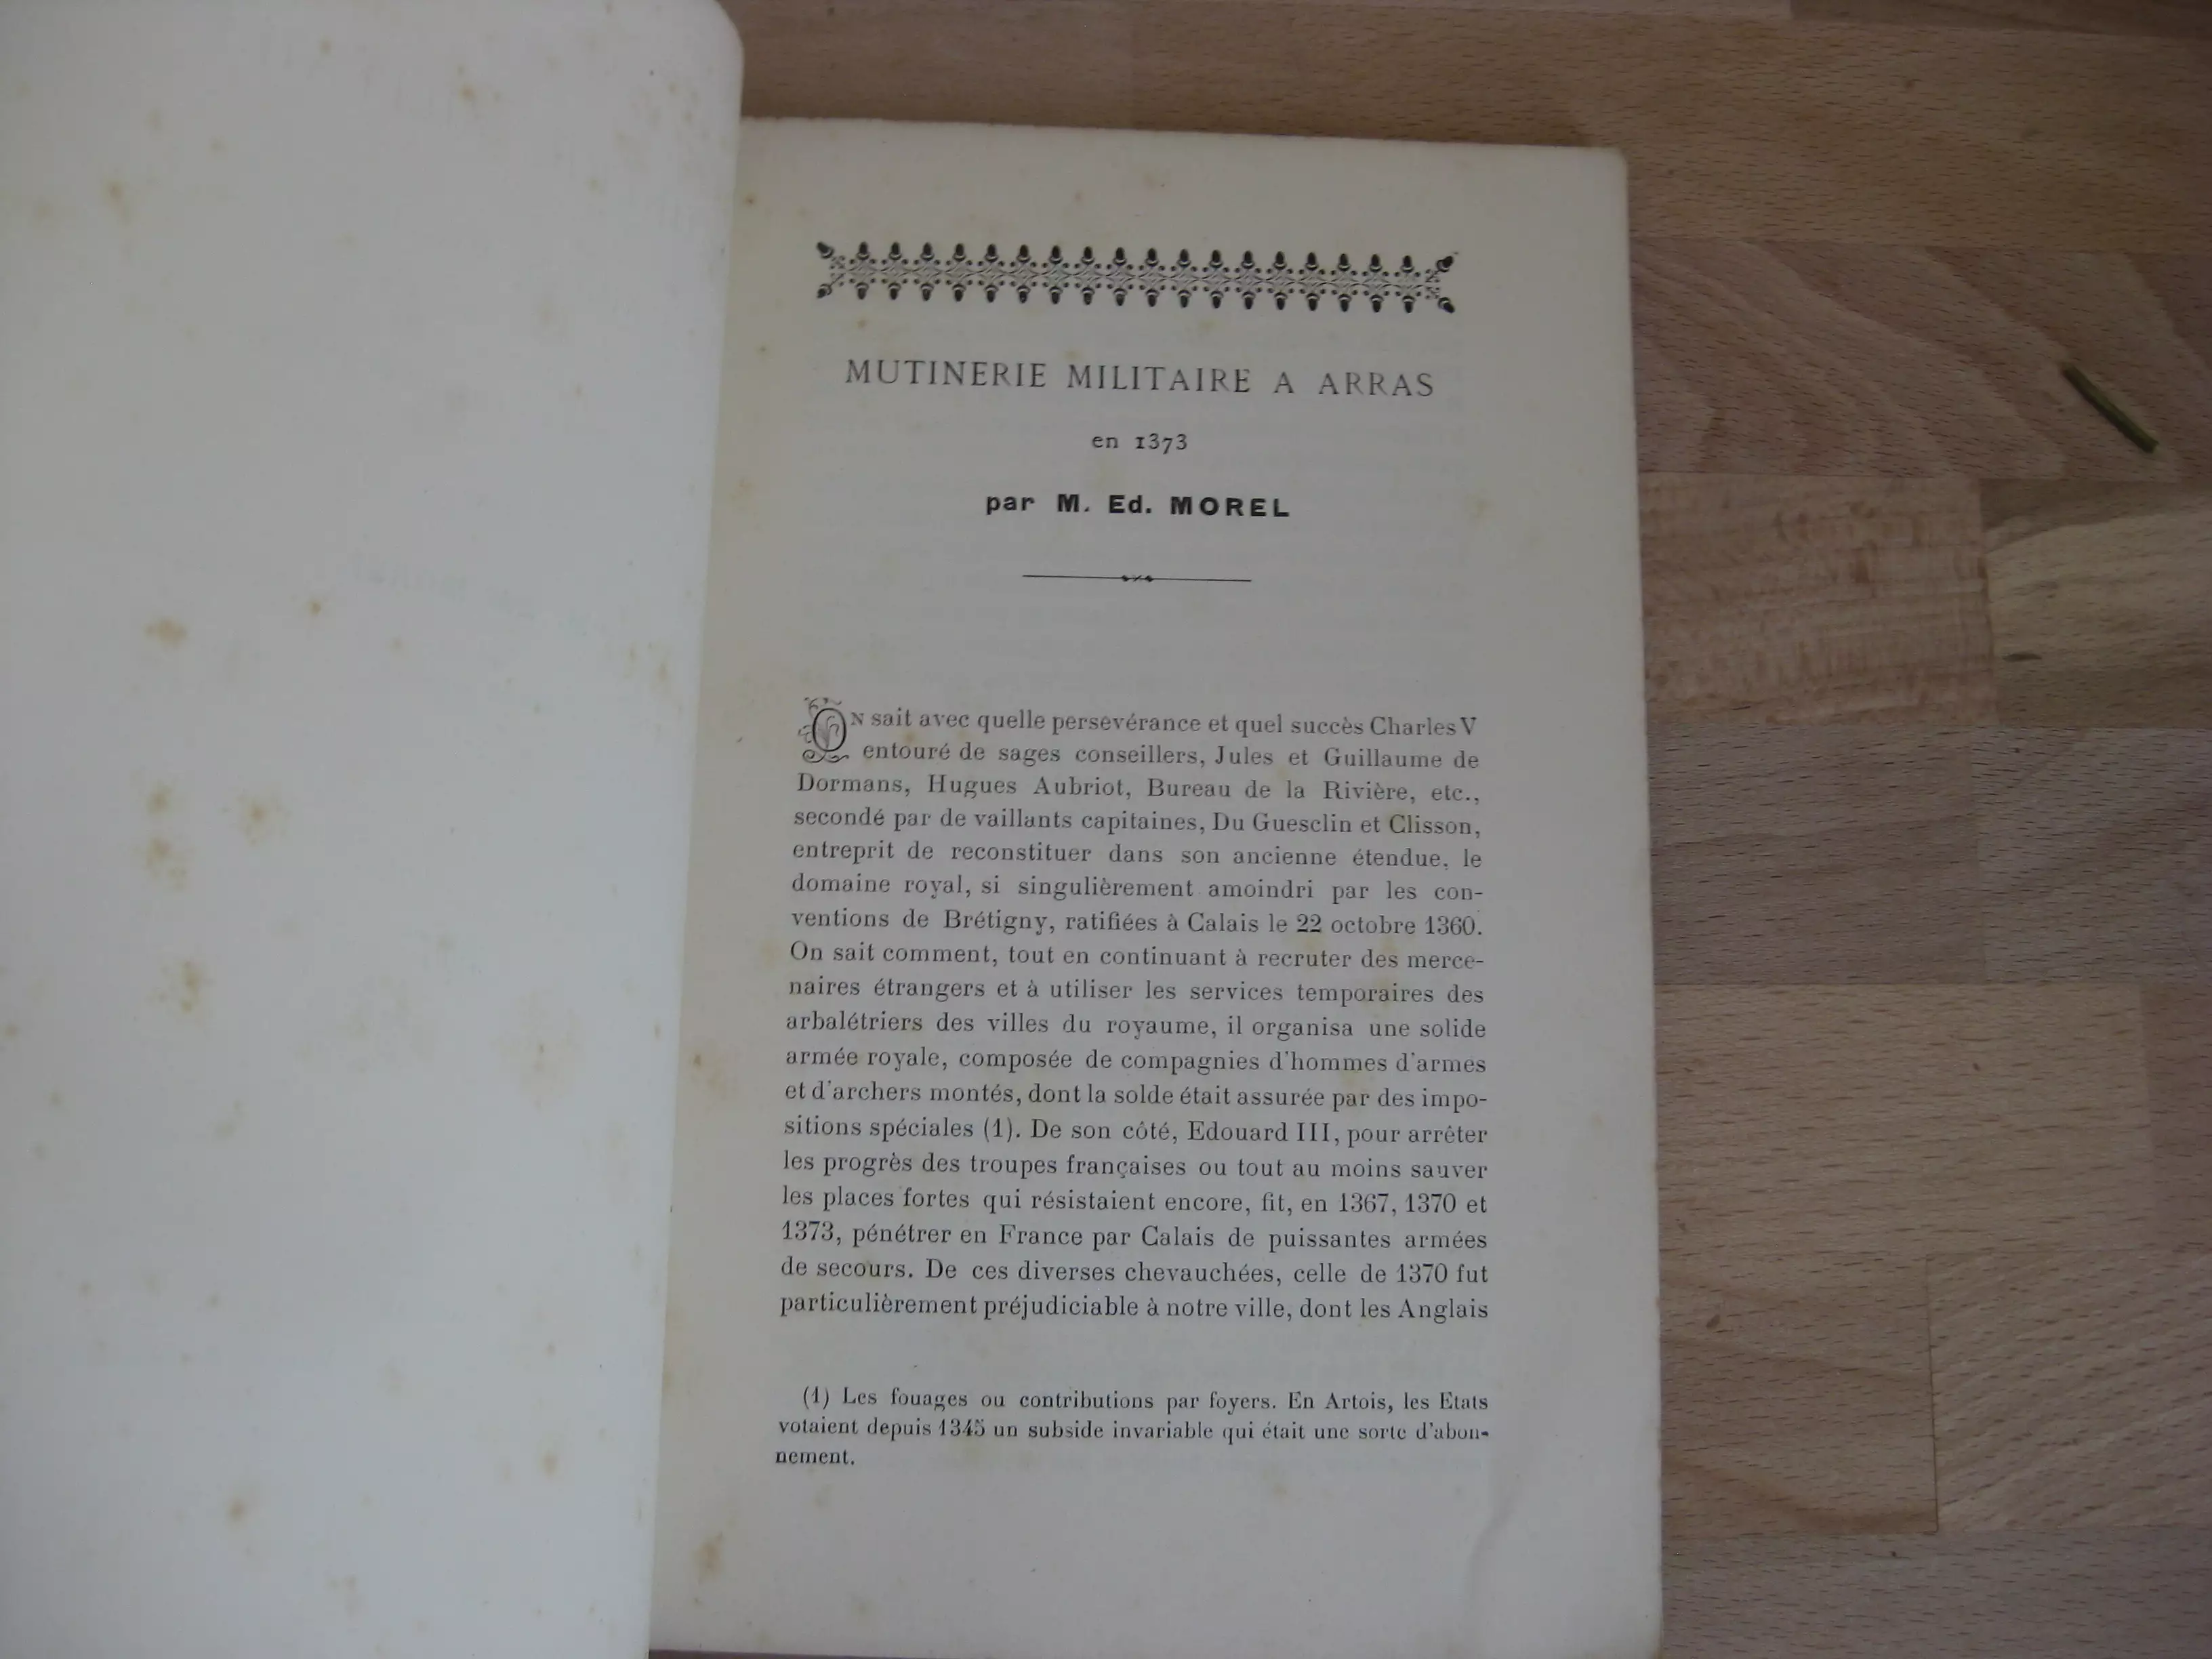 MUTINERIE MILITAIRE A ARRAS
en 1373
par M. Ed. MOREL
ON sait avec quelle persevérance et quel succès Charles V
entouré de sages conseillers, Jules et Guillaume de
Dormans, Hugues Aubriot, Bureau de la Rivière, etc.,
secondé par de vaillants capitaines, Du Guesclin et Clisson,
entreprit de reconstituer dans son ancienne étendue, le
domaine royal, si singulièrement amoindri par les con-
ventions de Brétigny, ratifiées à Calais le 22 octobre 1360.
On sait comment, tout en continuant à recruter des merce-
naires étrangers et à utiliser les services temporaires des
arbalétriers des villes du royaume, il organisa une solide
armée royale, composée de compagnies d'hommes d'armes
et d'archers montés, dont la solde était assurée par des impo-
sitions spéciales (1). De son côté, Edouard III, pour arrêter
les progrès des troupes françaises ou tout au moins sauver
les places fortes qui résistaient encore, fit, en 1367, 1370 et
1373, pénétrer en France par Calais de puissantes armées
de secours. De ces diverses chevauchées, celle de 1370 fut
particulièrement préjudiciable à notre ville, dont les Anglais
(1) Les fouages ou contributions par foyers. En Artois, les Etats
votaient depuis 1345 un subside invariable qui était une sorte d'abon-
nement.